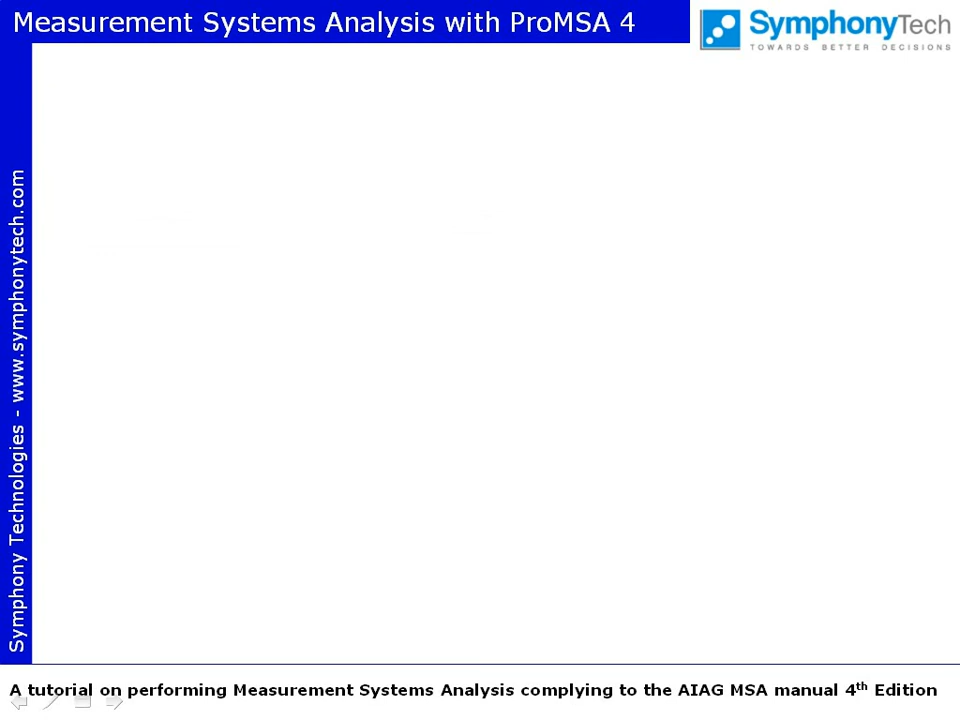 Measurement Systems Analysis with ProMSA 4
SymphonyTech
TOWARDS BETTER DECISIONS
Symphony Technologies - www.symphonytech.com
A tutorial on performing Measurement Systems Analysis complying to the AIAG MSA manual 4th Edition